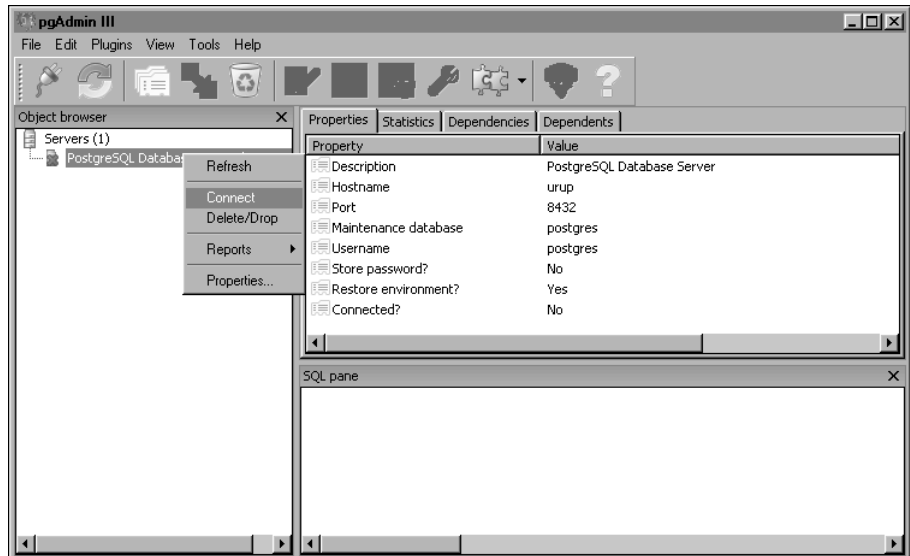 pgAdmin III
File Edit Plugins View Tools Help
Object browser
Servers (1)
PostgreSQL
Refresh
Connect
Delete/Drop
Reports
Properties...
Properties Statistics Dependencies Dependents
Property Value
Description PostgreSQL Database Server
Hostname urup
Port 8432
Maintenance database postgres
Username postgres
Store password? No
Restore environment? Yes
Connected? No
SQL pane